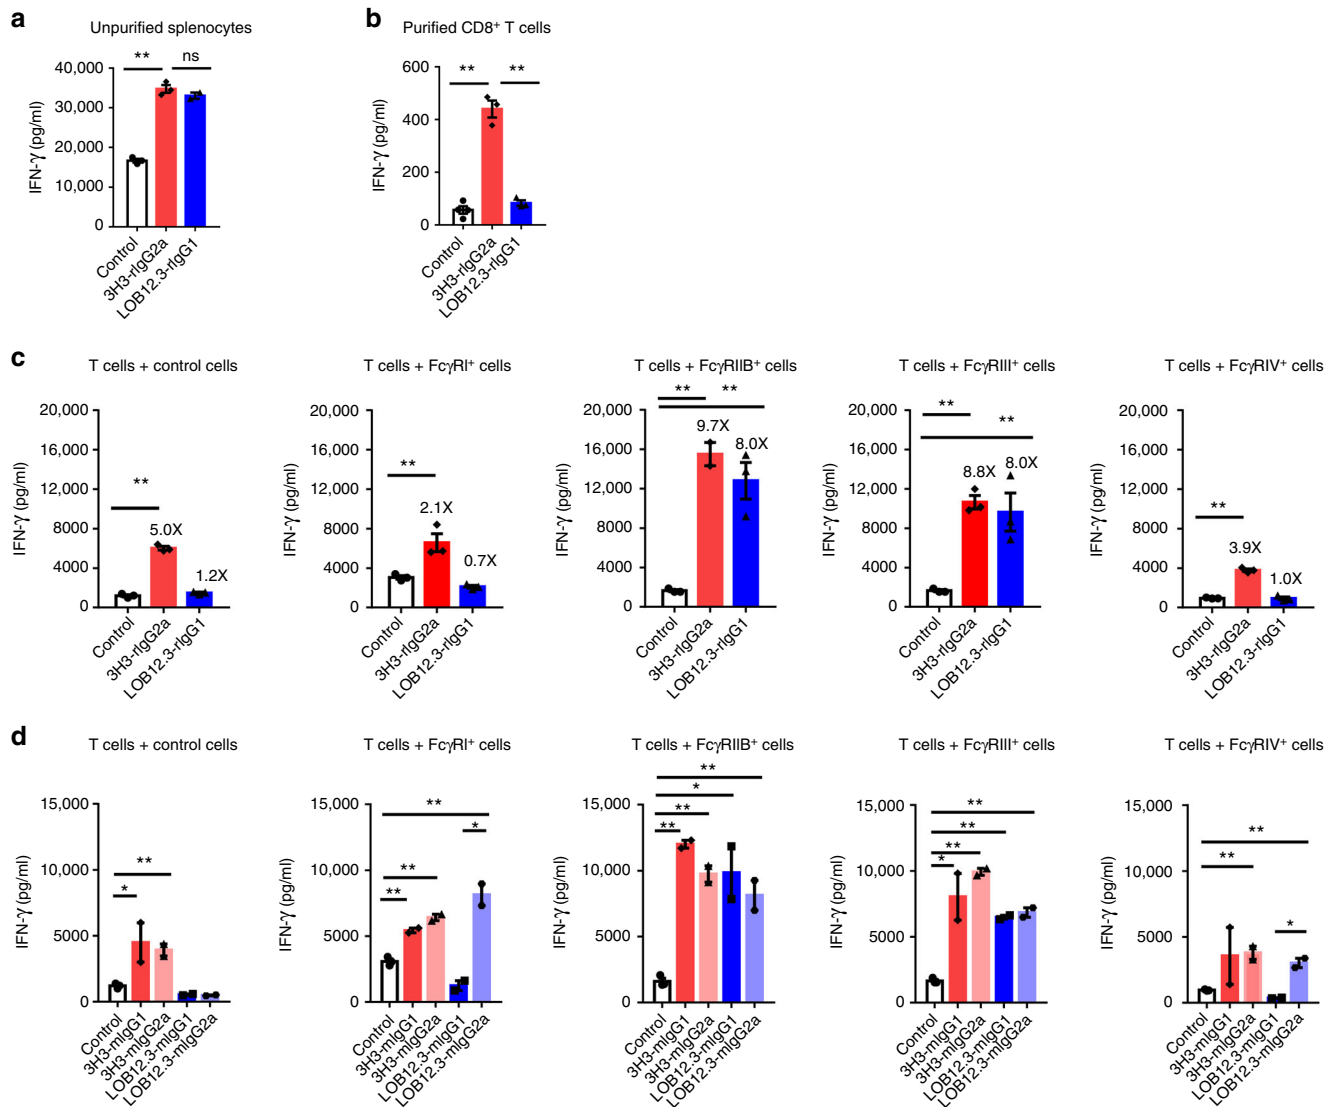 a
Unpurified splenocytes
IFN-γ (pg/ml)
40,000
30,000
20,000
10,000
0
**
ns
Control
3H3-rIgG2a
LOB12.3-rIgG1
b
Purified CD8⁺ T cells
IFN-γ (pg/ml)
600
400
200
0
**
**
Control
3H3-rIgG2a
LOB12.3-rIgG1
c
T cells + control cells
IFN-γ (pg/ml)
20,000
16,000
12,000
8000
4000
0
**
5.0X
1.2X
Control
3H3-rIgG2a
LOB12.3-rIgG1
T cells + FcγRI⁺ cells
IFN-γ (pg/ml)
20,000
16,000
12,000
8000
4000
0
**
2.1X
0.7X
Control
3H3-rIgG2a
LOB12.3-rIgG1
T cells + FcγRIIB⁺ cells
IFN-γ (pg/ml)
20,000
16,000
12,000
8000
4000
0
**
**
9.7X
8.0X
Control
3H3-rIgG2a
LOB12.3-rIgG1
T cells + FcγRIII⁺ cells
IFN-γ (pg/ml)
20,000
16,000
12,000
8000
4000
0
**
**
8.8X
8.0X
Control
3H3-rIgG2a
LOB12.3-rIgG1
T cells + FcγRIV⁺ cells
IFN-γ (pg/ml)
20,000
16,000
12,000
8000
4000
0
**
3.9X
1.0X
Control
3H3-rIgG2a
LOB12.3-rIgG1
d
T cells + control cells
IFN-γ (pg/ml)
15,000
10,000
5000
0
**
*
Control
3H3-mIgG1
3H3-mIgG2a
LOB12.3-mIgG1
LOB12.3-mIgG2a
T cells + FcγRI⁺ cells
IFN-γ (pg/ml)
15,000
10,000
5000
0
**
*
**
**
Control
3H3-mIgG1
3H3-mIgG2a
LOB12.3-mIgG1
LOB12.3-mIgG2a
T cells + FcγRIIB⁺ cells
IFN-γ (pg/ml)
15,000
10,000
5000
0
**
*
**
**
Control
3H3-mIgG1
3H3-mIgG2a
LOB12.3-mIgG1
LOB12.3-mIgG2a
T cells + FcγRIII⁺ cells
IFN-γ (pg/ml)
15,000
10,000
5000
0
**
**
**
*
Control
3H3-mIgG1
3H3-mIgG2a
LOB12.3-mIgG1
LOB12.3-mIgG2a
T cells + FcγRIV⁺ cells
IFN-γ (pg/ml)
15,000
10,000
5000
0
**
**
*
Control
3H3-mIgG1
3H3-mIgG2a
LOB12.3-mIgG1
LOB12.3-mIgG2a